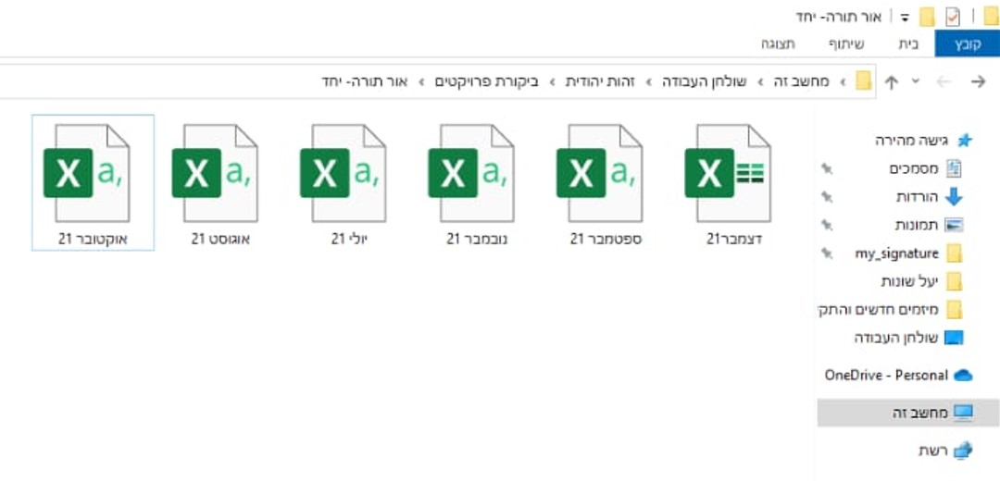 אור תורה- יחד
קובץ בית שיתוף תצוגה
מחשב זה › שולחן העבודה › זהות יהודית › ביקורת פרויקטים › אור תורה- יחד
גישה מהירה
מסמכים
הורדות
תמונות
my_signature
יעל שונות
מיזמים חדשים והתק
שולחן העבודה
OneDrive - Personal
מחשב זה
רשת
X
X a,
X a,
X a,
X a,
X a,
דצמבר21
ספטמבר 21
נובמבר 21
יולי 21
אוגוסט 21
אוקטובר 21